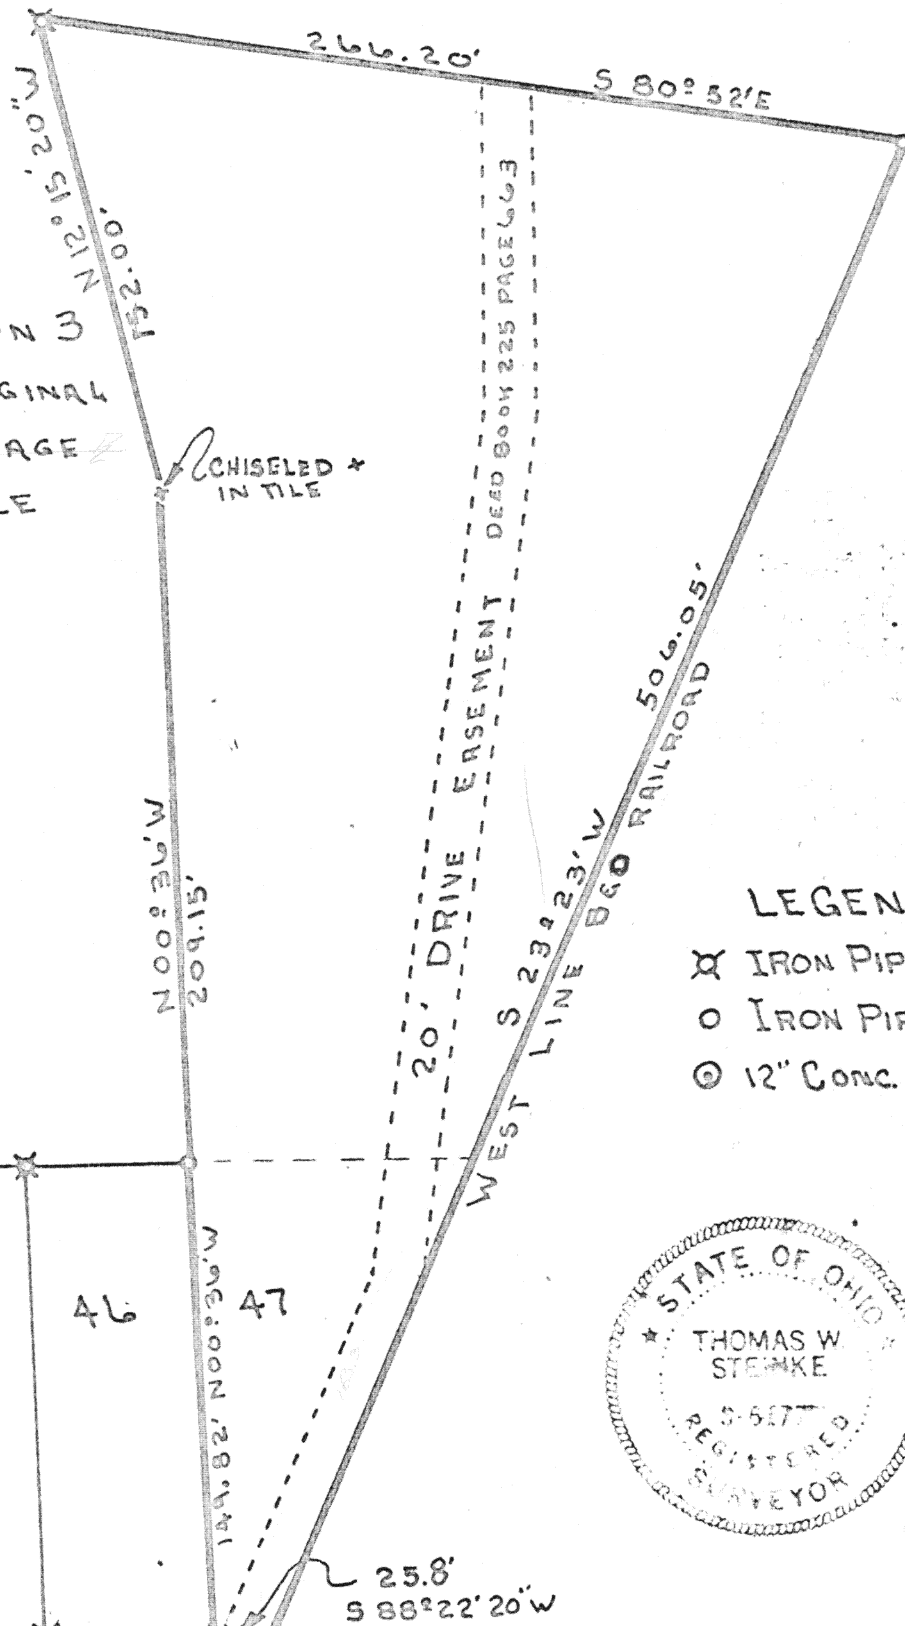 266.20'
S 80° 52' E
N 12° 15' 20" W
152.00'
N W
GINAL
AGE
LE
CHISELED x
IN TILE
DEED BOOK 225 PAGE 663
20' DRIVE EASEMENT
506.05'
S 23° 23' W
WEST LINE B&O RAILROAD
N 00° 36' W
209.15'
LEGEN
IRON PIP
IRON PIP
12" CONC.
46
47
149.82' N 00° 36' W
25.8'
S 88° 22' 20" W
STATE OF OHIO
THOMAS W.
REGISTERED
SURVEYOR